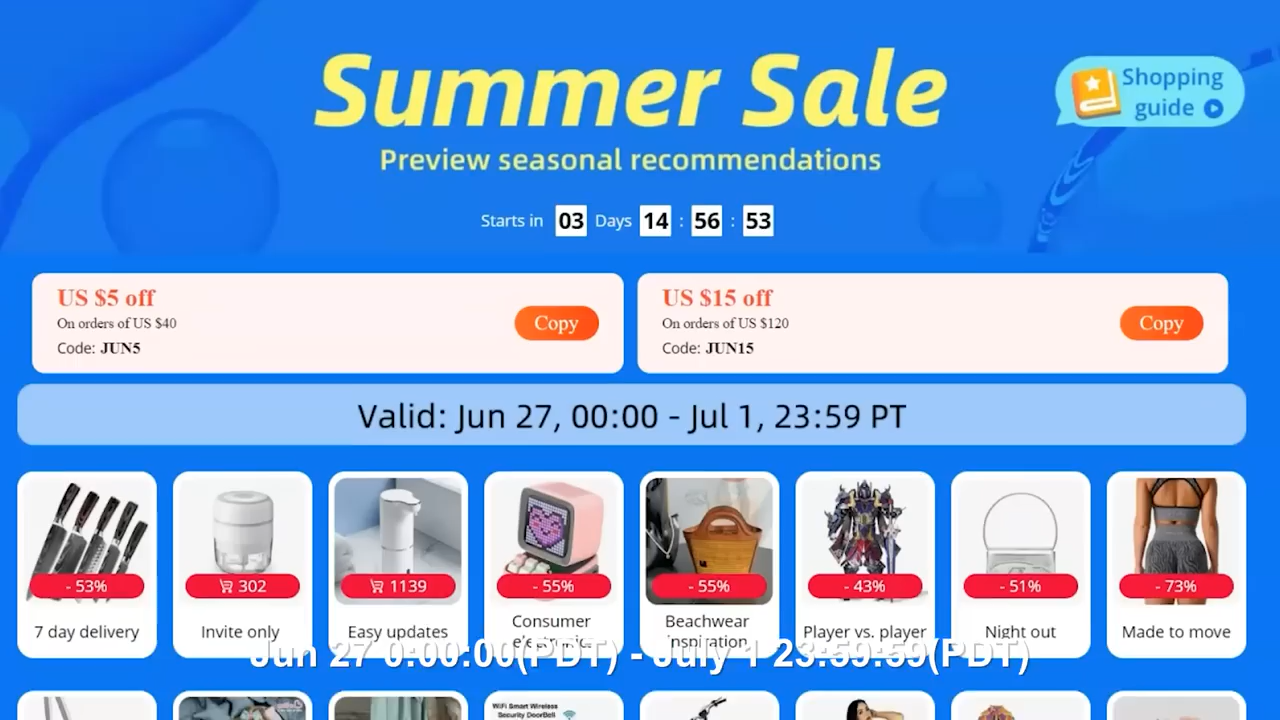 Summer Sale
Shopping
guide
Preview seasonal recommendations
Starts in 03 Days 14 : 56 : 53
US $5 off
On orders of US $40
Code: JUN5
Copy
US $15 off
On orders of US $120
Code: JUN15
Copy
Valid: Jun 27, 00:00 - Jul 1, 23:59 PT
- 53%
302
1139
- 55%
- 55%
- 43%
- 51%
- 73%
7 day delivery
Invite only
Easy updates
Consumer
electronics
Beachwear
inspiration
Player vs. player
Night out
Made to move
Jun 27 0:00:00(PDT) - July 1 23:59:59(PDT)
WiFi Smart Wireless
Security DoorBell